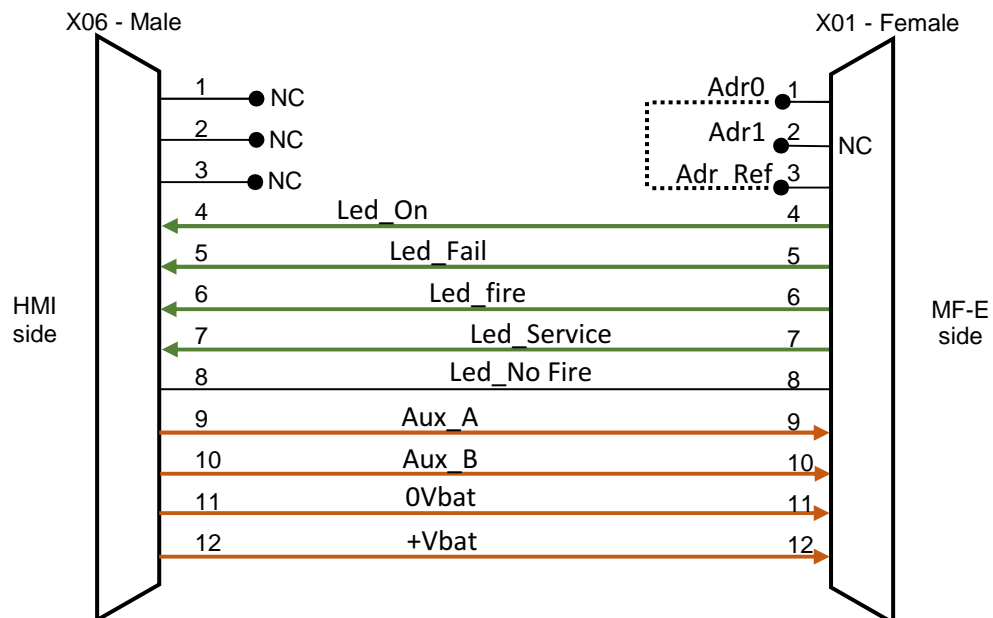 X06 - Male
X01 - Female
1 NC Adr0 1
2 NC Adr1 2 NC
3 NC Adr_Ref 3
4 Led_On 4
5 Led_Fail 5
6 Led_fire 6
HMI side
MF-E side
7 Led_Service 7
8 Led_No Fire 8
9 Aux_A 9
10 Aux_B 10
11 0Vbat 11
12 +Vbat 12